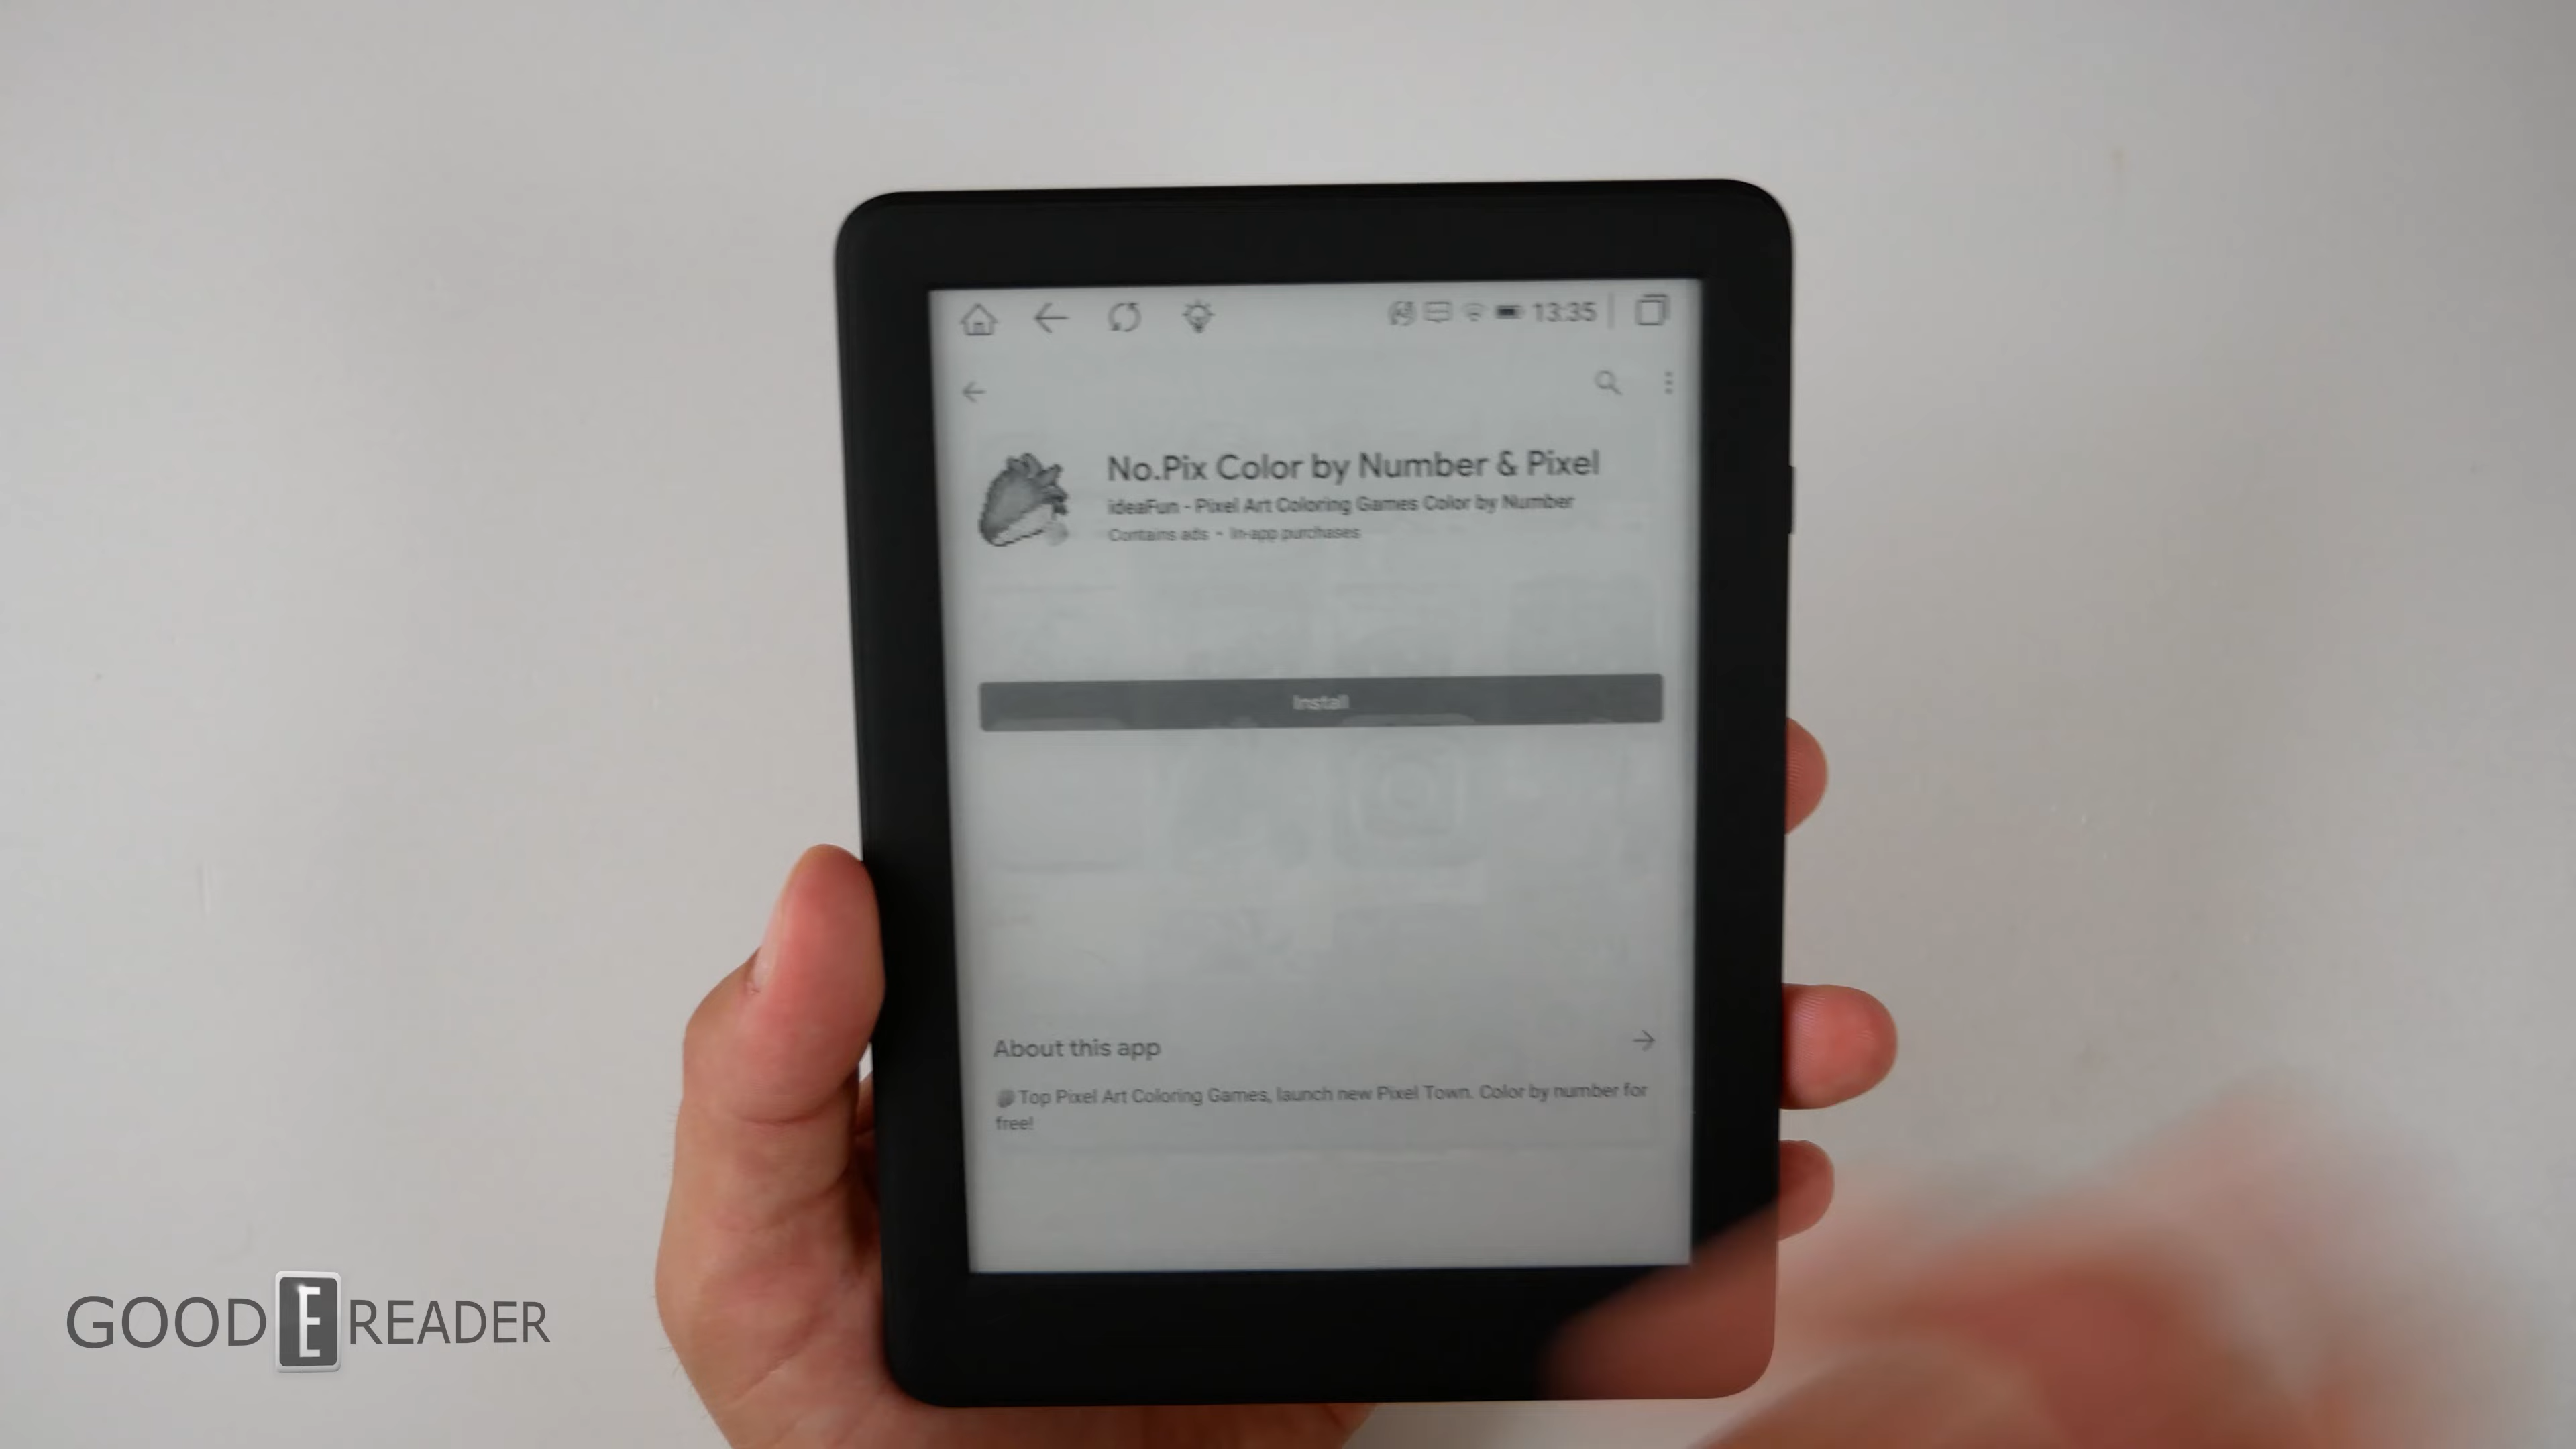 13:35
No.Pix Color by Number & Pixel
ideaFun - Pixel Art Coloring Games Color by Number
Contains ads • In-app purchases
Install
About this app
Top Pixel Art Coloring Games, launch new Pixel Town. Color by number for
free!
GOOD E READER